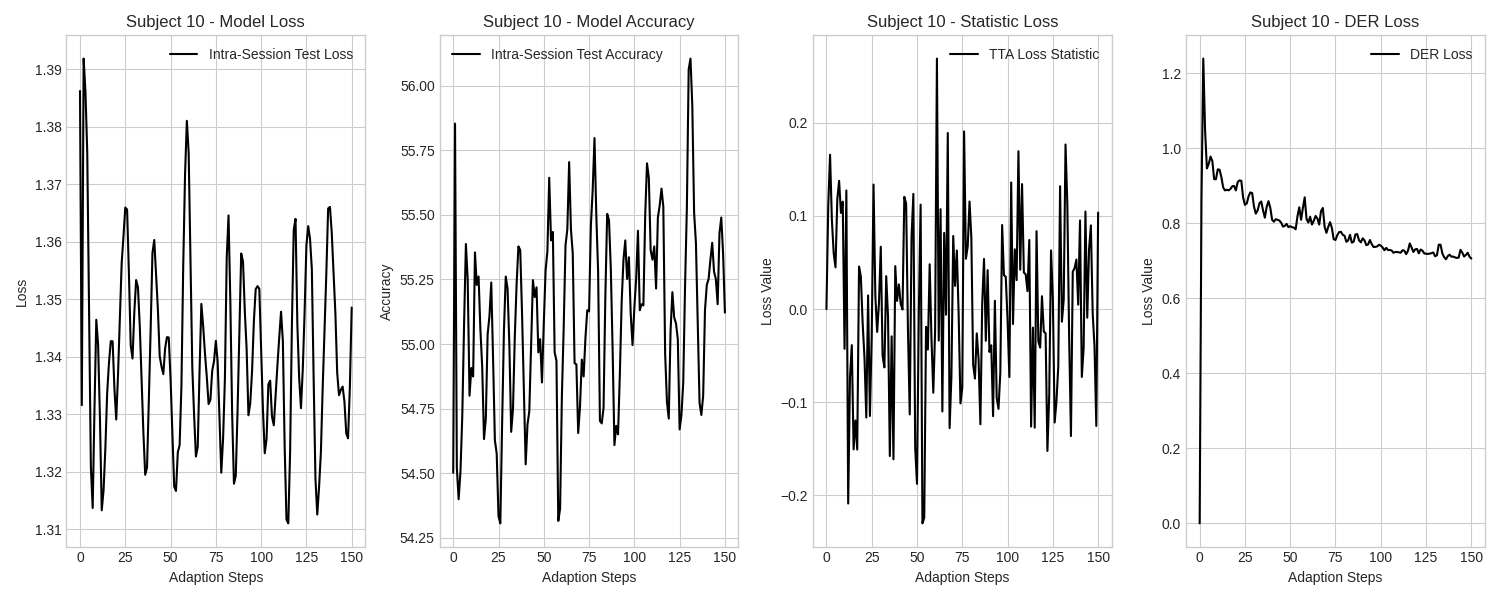 Subject 10 - Model Loss
Intra-Session Test Loss
1.39
1.38
1.37
1.36
1.35
1.34
1.33
1.32
1.31
Loss
0 25 50 75 100 125 150
Adaption Steps
Subject 10 - Model Accuracy
Intra-Session Test Accuracy
56.00
55.75
55.50
55.25
55.00
54.75
54.50
54.25
Accuracy
0 25 50 75 100 125 150
Adaption Steps
Subject 10 - Statistic Loss
TTA Loss Statistic
0.2
0.1
0.0
−0.1
−0.2
Loss Value
0 25 50 75 100 125 150
Adaption Steps
Subject 10 - DER Loss
DER Loss
1.2
1.0
0.8
0.6
0.4
0.2
0.0
Loss Value
0 25 50 75 100 125 150
Adaption Steps